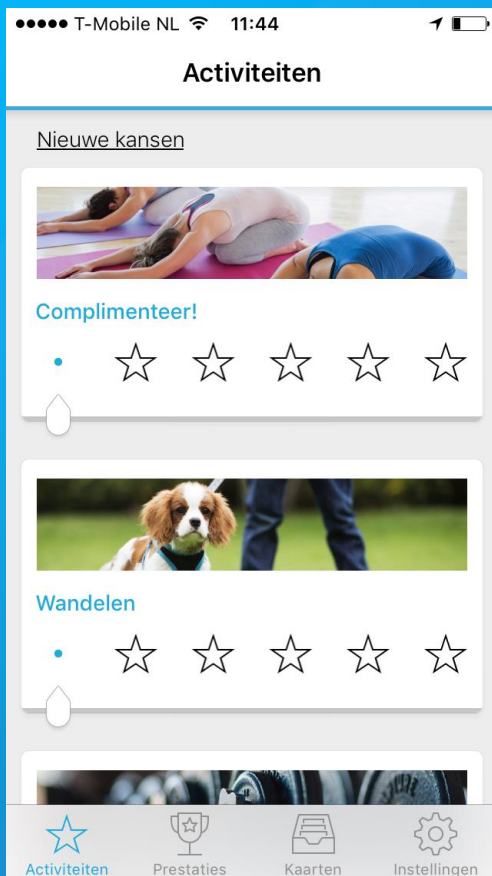 T-Mobile NL 11:44
Activiteiten
Nieuwe kansen
Complimenteer!
Wandelen
Activiteiten Prestaties Kaarten Instellingen